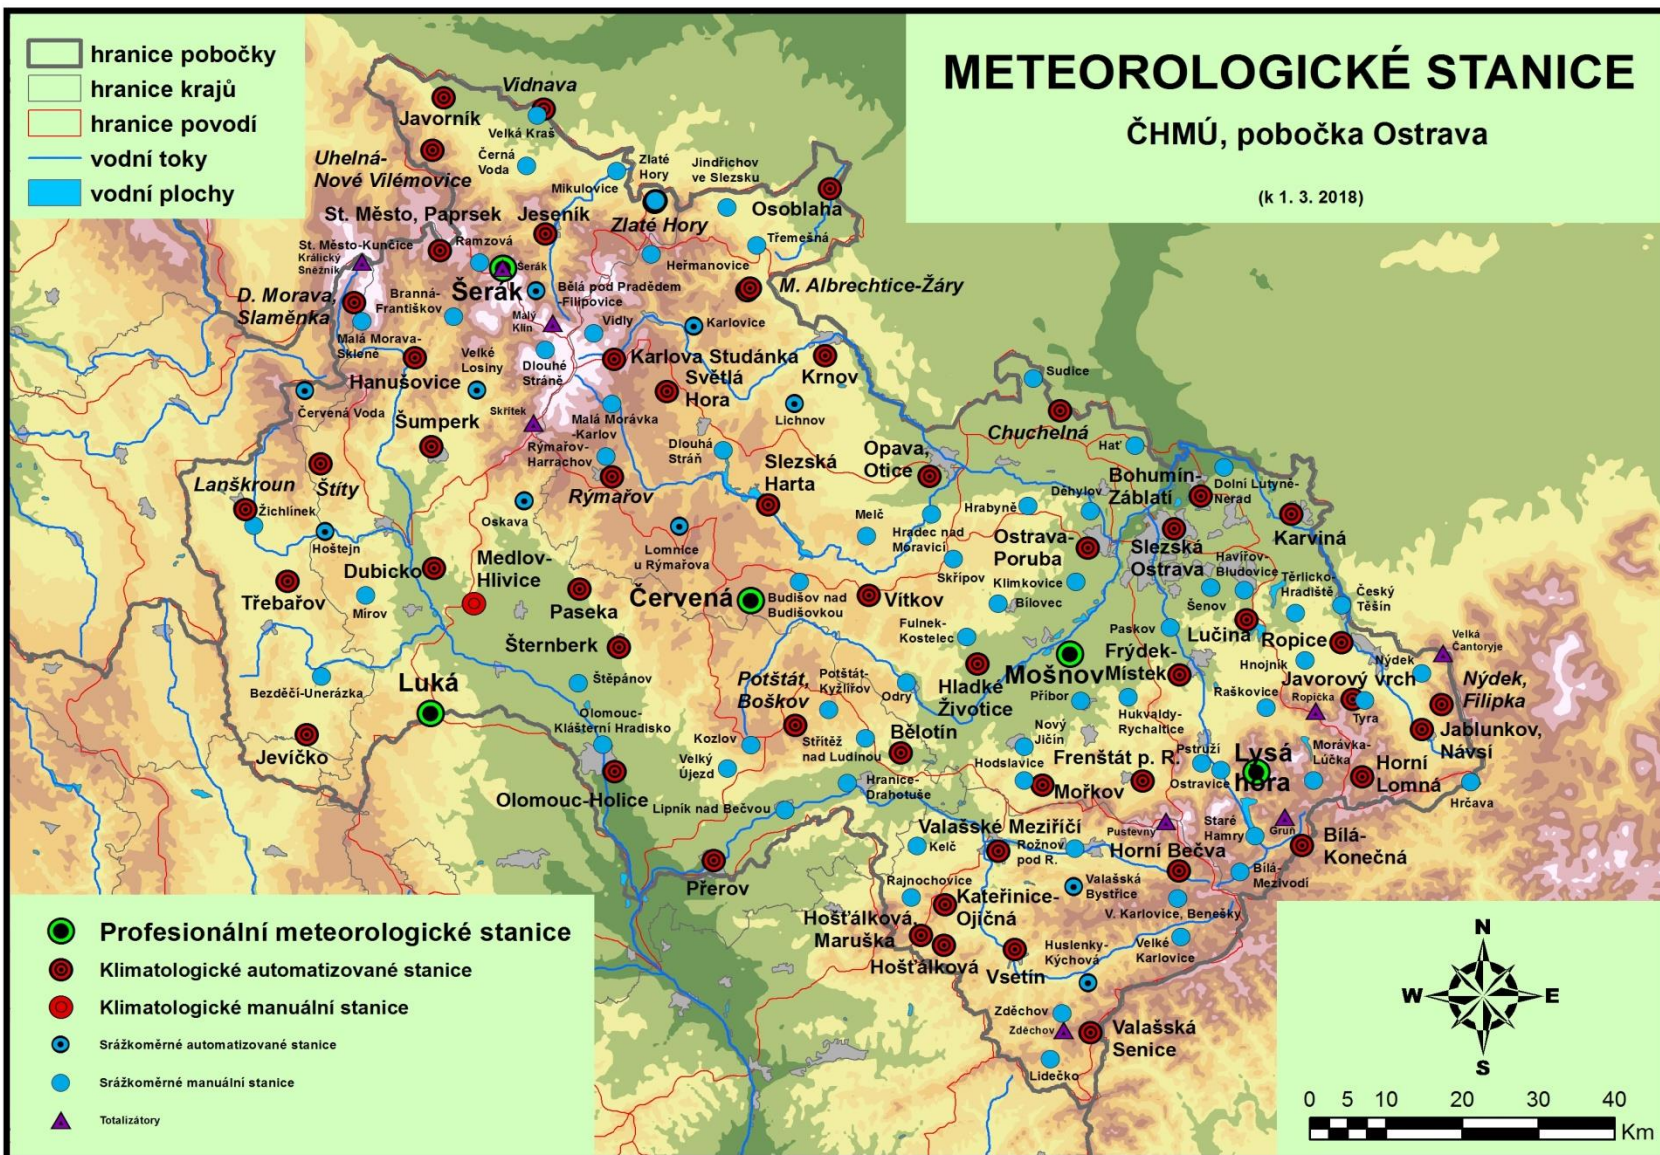 METEOROLOGICKÉ STANICE
ČHMÚ, pobočka Ostrava
(k 1. 3. 2018)
hranice pobočky
hranice krajů
hranice povodí
vodní toky
vodní plochy
Vidnava
Javorník
Velká Kraš
Uhelná-
Nové Vilémovice
Černá
Voda
Mikulovice
Zlaté
Hory
Jindřichov
ve Slezsku
Osoblaha
St. Město, Paprsek
Jeseník
Zlaté Hory
Třemešná
St. Město-Kunčice
Králický
Sněžník
Ramzová
Šerák
Šerák
Heřmanovice
D. Morava,
Slaměnka
Branná-
Františkov
Bělá pod Pradědem
-Filipovice
M. Albrechtice-Žáry
Malý
Klín
Vidly
Karlovice
Malá Morava-
Sklené
Hanušovice
Velké
Losiny
Dlouhé
Stráně
Karlova Studánka
Světlá
Hora
Krnov
Sudice
Červená Voda
Skřítek
Malá Morávka
-Karlov
Lichnov
Chuchelná
Šumperk
Rýmařov-
Harrachov
Dlouhá
Stráň
Opava,
Otice
Hať
Lanškroun
Štíty
Rýmařov
Slezská
Harta
Bohumín-
Záblatí
Dolní Lutyně-
Nerad
Žichlínek
Oskava
Melč
Hrabyně
Děhylov
Hoštejn
Lomnice
u Rýmařova
Hradec nad
Moravicí
Ostrava-
Poruba
Slezská
Ostrava
Karviná
Dubicko
Medlov-
Hlivice
Skřípov
Klimkovice
Havířov-
Bludovice
Těrlicko-
Hradiště
Český
Těšín
Třebařov
Mírov
Paseka
Červená
Budišov nad
Budišovkou
Vítkov
Bílovec
Šenov
Fulnek-
Kostelec
Paskov
Lučina
Ropice
Velká
Čantoryje
Šternberk
Mošnov
Frýdek-
Místek
Hnojník
Nýdek
Bezděčí-Unerázka
Luká
Štěpánov
Potštát,
Boškov
Potštát-
Kyžlířov
Odry
Hladké
Životice
Příbor
Raškovice
Javorový vrch
Ropička
Tyra
Nýdek,
Filipka
Olomouc-
Klášterní Hradisko
Hukvaldy-
Rychaltice
Jevíčko
Kozlov
Střítež
nad Ludinou
Bělotín
Nový
Jičín
Pstruží
Lysá
hora
Morávka-
Lúčka
Jablunkov,
Návsí
Velký
Újezd
Hodslavice
Frenštát p. R.
Horní
Lomná
Olomouc-Holice
Hranice-
Drahotuše
Mořkov
Ostravice
Hrčava
Lipník nad Bečvou
Valašské Meziříčí
Pustevny
Staré
Hamry
Gruň
Kelč
Rožnov
pod R.
Horní Bečva
Bílá-
Konečná
Přerov
Rajnochovice
Valašská
Bystřice
Bílá-
Mezivodí
Kateřinice-
Ojičná
V. Karlovice, Benešky
Hošťálková,
Maruška
Huslenky-
Kychová
Velké
Karlovice
Hošťálková
Vsetín
Zděchov
Zděchov
Valašská
Senice
Lidečko
Profesionální meteorologické stanice
Klimatologické automatizované stanice
Klimatologické manuální stanice
Srážkoměrné automatizované stanice
Srážkoměrné manuální stanice
Totalizátory
N
W E
S
0 5 10 20 30 40
Km